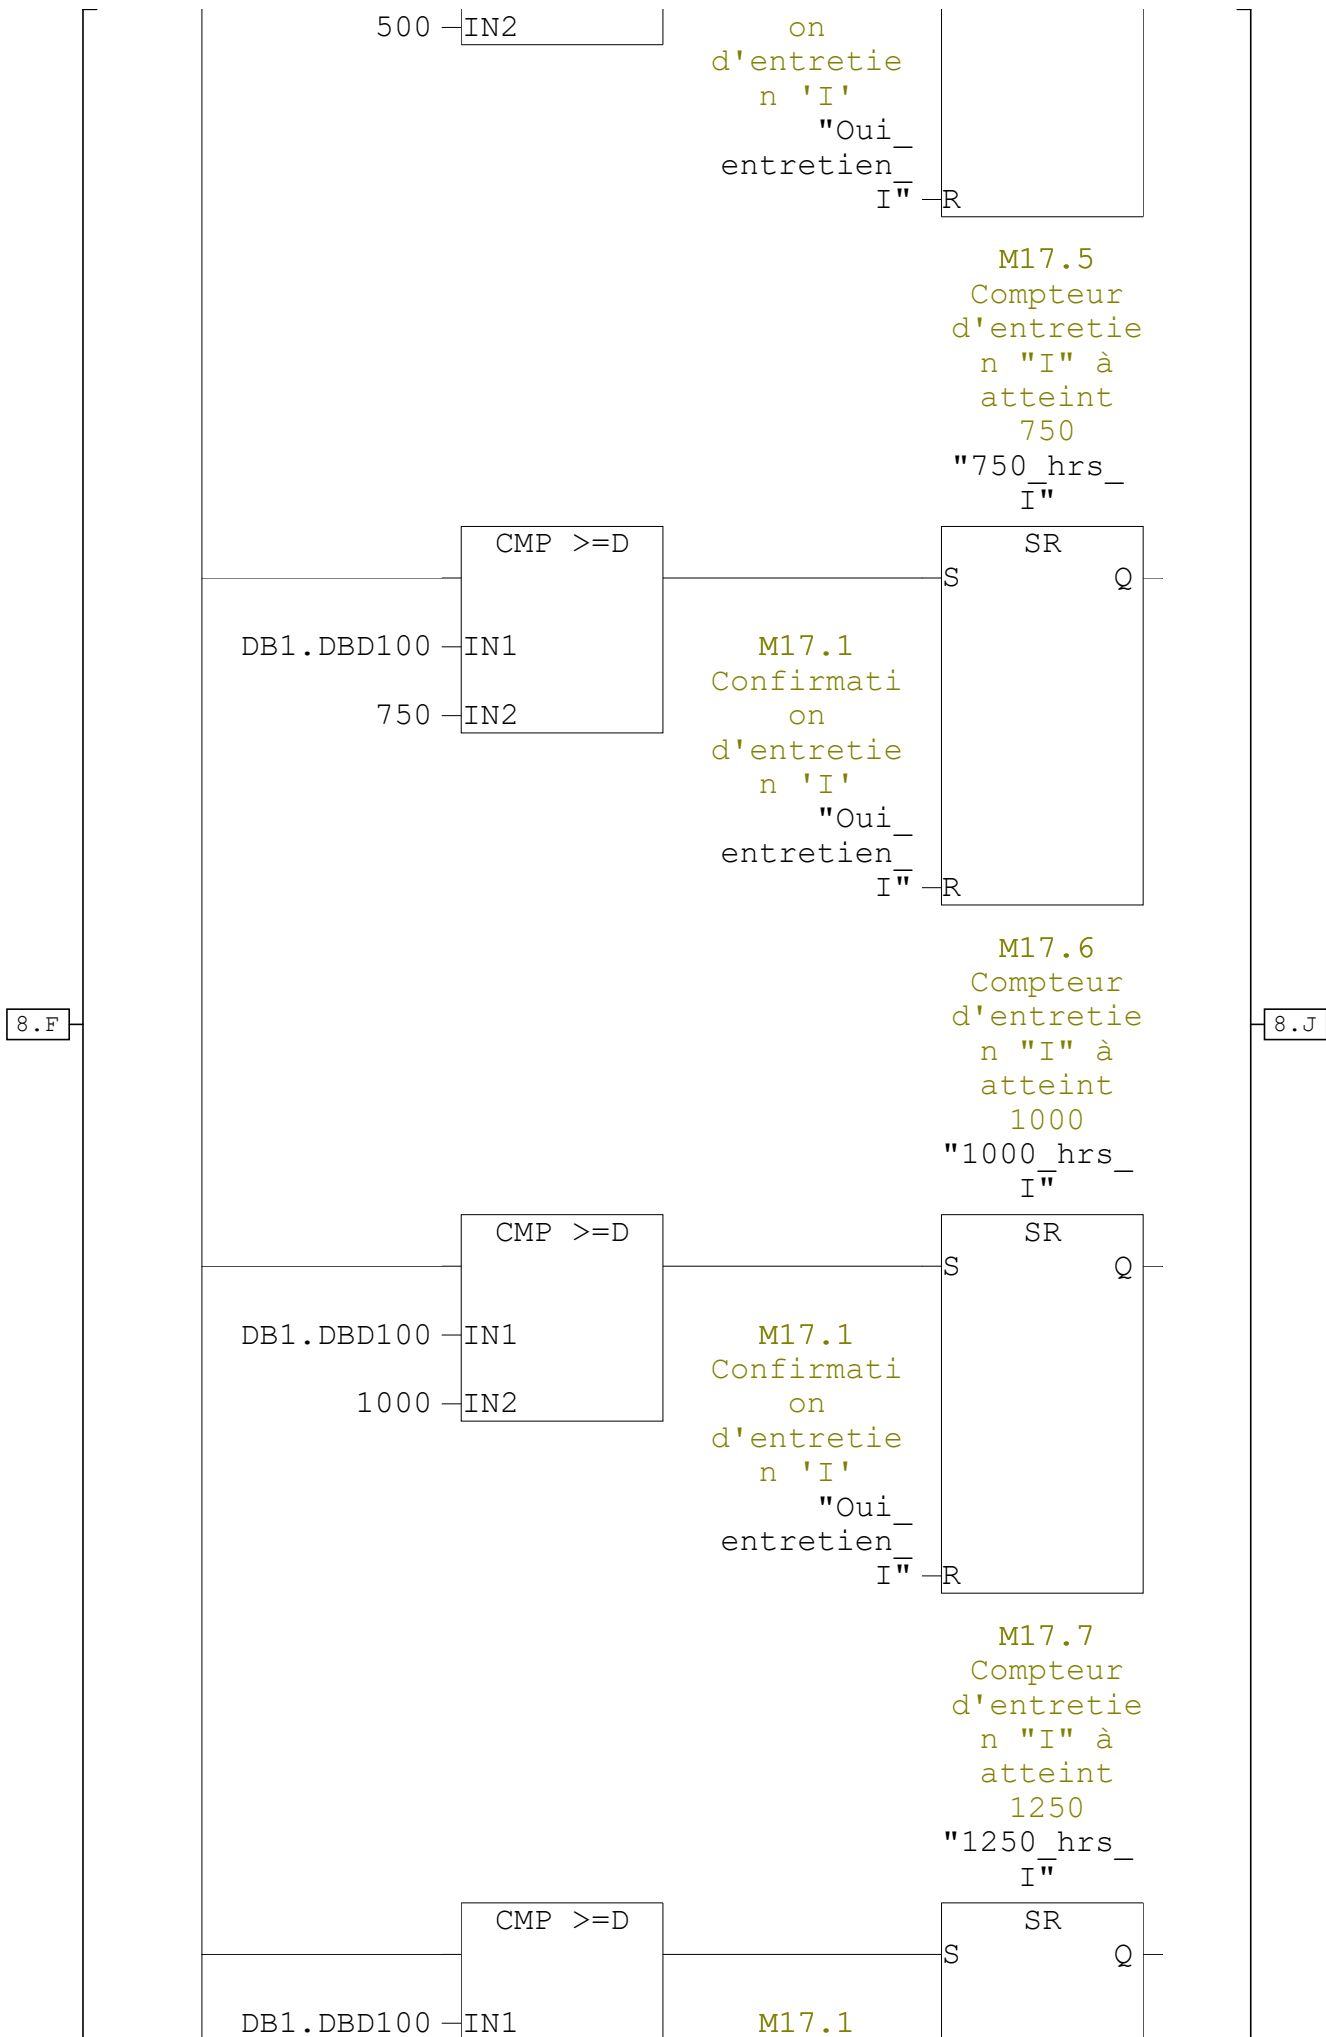 500 IN2
on
d'entretie
n 'I'
"Oui_
entretien_
I" R
M17.5
Compteur
d'entretie
n "I" à
atteint
750
"750_hrs_
I"
CMP >=D
SR
S Q
DB1.DBD100 IN1
M17.1
Confirmati
750 IN2
on
d'entretie
n 'I'
"Oui_
entretien_
I" R
M17.6
Compteur
8.F
d'entretie
8.J
n "I" à
atteint
1000
"1000_hrs_
I"
CMP >=D
SR
S Q
DB1.DBD100 IN1
M17.1
Confirmati
1000 IN2
on
d'entretie
n 'I'
"Oui_
entretien_
I" R
M17.7
Compteur
d'entretie
n "I" à
atteint
1250
"1250_hrs_
I"
CMP >=D
SR
S Q
DB1.DBD100 IN1
M17.1